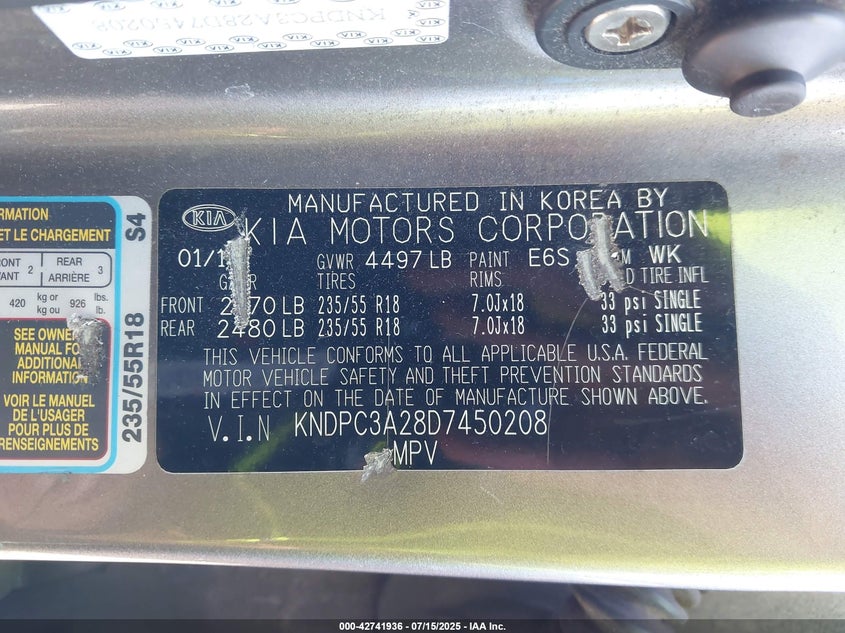 KNDPC3A28D7450208
KIA
MANUFACTURED IN KOREA BY
KIA MOTORS CORPORATION
01/1 GVWR 4497 LB PAINT E6S WK
TIRES RIMS TIRE INFL
FRONT LB 235/55 R18 7.0Jx18 33 psi SINGLE
REAR 2480 LB 235/55 R18 7.0Jx18 33 psi SINGLE
THIS VEHICLE CONFORMS TO ALL APPLICABLE U.S.A. FEDERAL
MOTOR VEHICLE SAFETY AND THEFT PREVENTION STANDARDS
IN EFFECT ON THE DATE OF MANUFACTURE SHOWN ABOVE.
V.I.N KNDPC3A28D7450208
MPV
ET LE CHARGEMENT
2 REAR 3
ARRIÈRE
420 kg or kg ou 926 lbs. lb.
SEE OWNER
MANUAL FO
ADDITIONAL
INFORMATION
VOIR LE MANUEL
DE L'USAGER
POUR PLUS DE
RENSEIGNEMENTS
235/55R18 S4
000-42741936 - 07/15/2025 - IAA Inc.